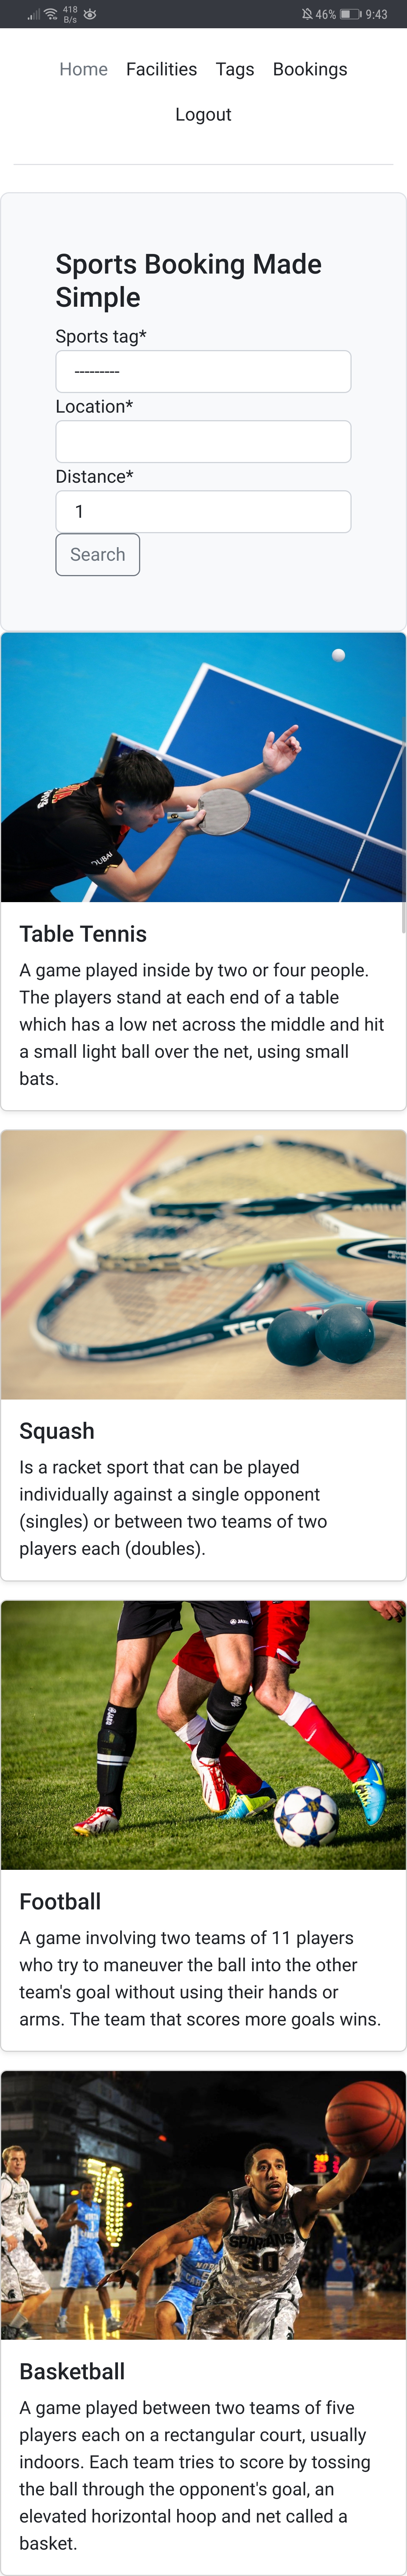 418
B/s
46%
9:43
Home Facilities Tags Bookings
Logout
Sports Booking Made
Simple
Sports tag*
---------
Location*
Distance*
1
Search
DUBAI
Table Tennis
A game played inside by two or four people.
The players stand at each end of a table
which has a low net across the middle and hit
a small light ball over the net, using small
bats.
Squash
Is a racket sport that can be played
individually against a single opponent
(singles) or between two teams of two
players each (doubles).
JAKO
Football
A game involving two teams of 11 players
who try to maneuver the ball into the other
team's goal without using their hands or
arms. The team that scores more goals wins.
SPARTANS
30
Basketball
A game played between two teams of five
players each on a rectangular court, usually
indoors. Each team tries to score by tossing
the ball through the opponent's goal, an
elevated horizontal hoop and net called a
basket.